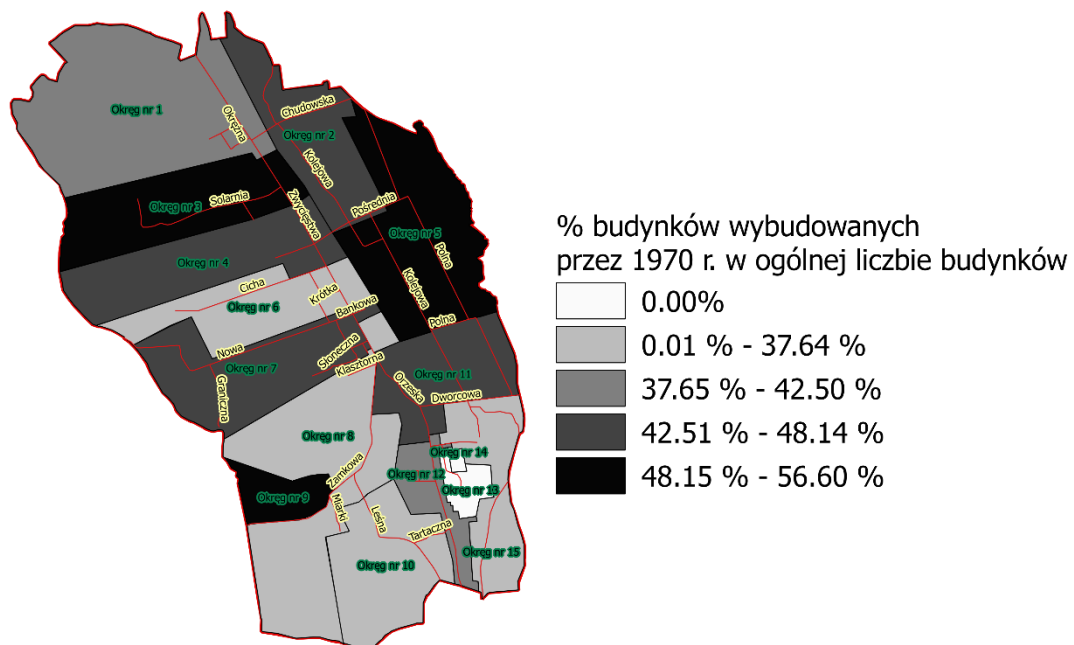 Okręg nr 1
Okrężna
Chudowska
Okręg nr 2
Kolejowa
Okręg nr 3
Solarnia
Zwycięstwa
Pośrednia
Okręg nr 5
Polna
Okręg nr 4
Cicha
Krótka
Kolejowa
Okręg nr 6
Bankowa
Polna
Nowa
Słoneczna
Okręg nr 7
Klasztorna
Graniczna
Orzeska
Okręg nr 11
Dworcowa
Okręg nr 8
Okręg nr 14
Zamkowa
Okręg nr 12
Okręg nr 13
Okręg nr 9
Miarki
Leśna
Tartaczna
Okręg nr 10
Okręg nr 15
% budynków wybudowanych
przez 1970 r. w ogólnej liczbie budynków
0.00%
0.01 % - 37.64 %
37.65 % - 42.50 %
42.51 % - 48.14 %
48.15 % - 56.60 %